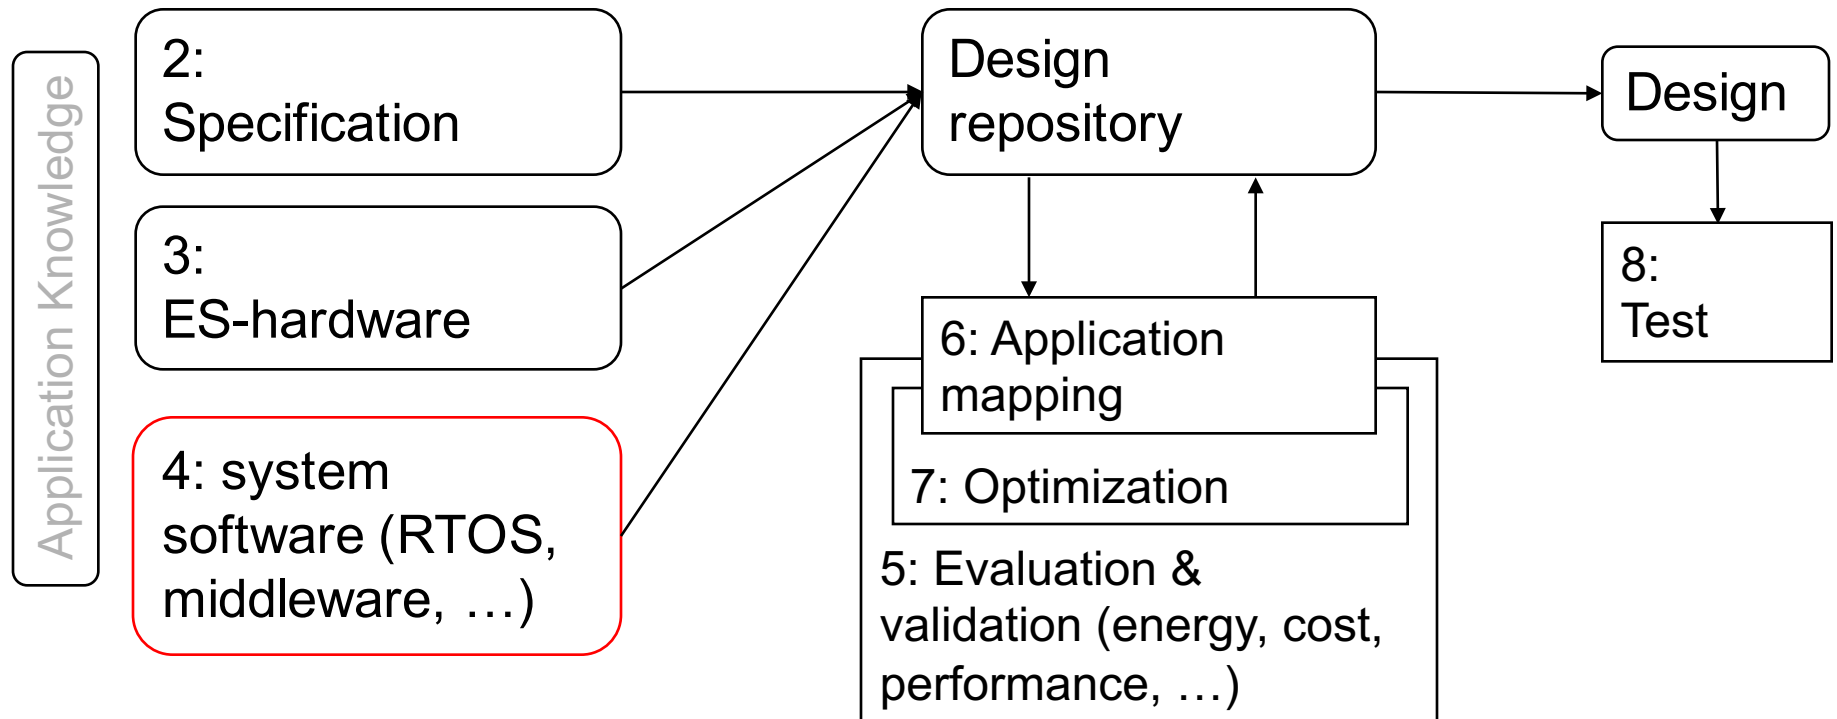 Application Knowledge
2:
Specification
3:
ES-hardware
4: system
software (RTOS,
middleware, …)
Design
repository
6: Application
mapping
7: Optimization
5: Evaluation &
validation (energy, cost,
performance, …)
Design
8:
Test